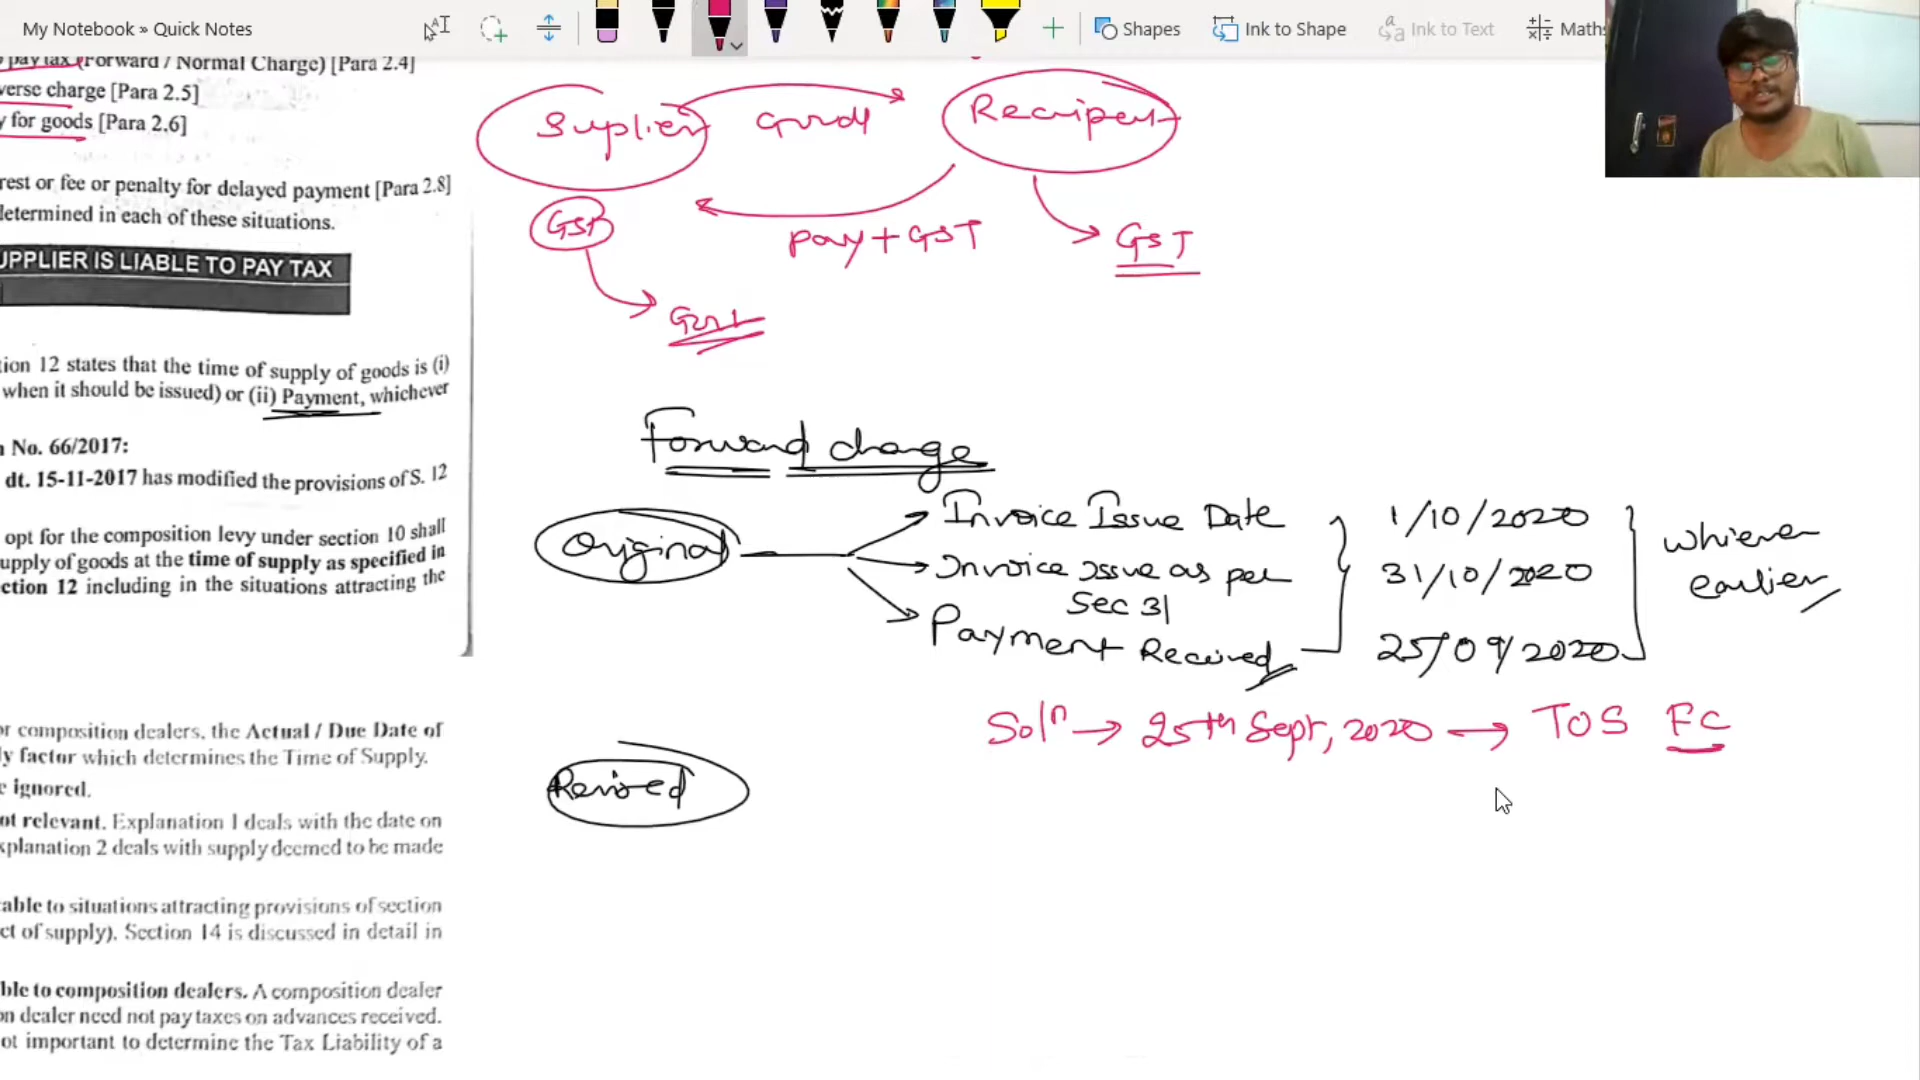 My Notebook » Quick Notes
Shapes
Ink to Shape
Ink to Text
Maths
pay tax (Forward / Normal Charge) [Para 2.4]
verse charge [Para 2.5]
y for goods [Para 2.6]
rest or fee or penalty for delayed payment [Para 2.8]
determined in each of these situations.
UPPLIER IS LIABLE TO PAY TAX
tion 12 states that the time of supply of goods is (i)
when it should be issued) or (ii) Payment, whichever
n No. 66/2017:
dt. 15-11-2017 has modified the provisions of S. 12
opt for the composition levy under section 10 shall
upply of goods at the time of supply as specified in
ction 12 including in the situations attracting the
or composition dealers, the Actual / Due Date of
ly factor which determines the Time of Supply.
e ignored.
ot relevant. Explanation 1 deals with the date on
xplanation 2 deals with supply deemed to be made
able to situations attracting provisions of section
ct of supply). Section 14 is discussed in detail in
ble to composition dealers. A composition dealer
on dealer need not pay taxes on advances received.
ot important to determine the Tax Liability of a
Suplier
Good
Recipent
GST
pay + GST
GST
Govt
Forward charge
Original
Invoice Issue Date
1/10/2020
Invoice issue as per
Sec 31
31/10/2020
Payment Received
25/09/2020
whiever
earlier
Solⁿ → 25th Sept, 2020 → TOS FC
Revised